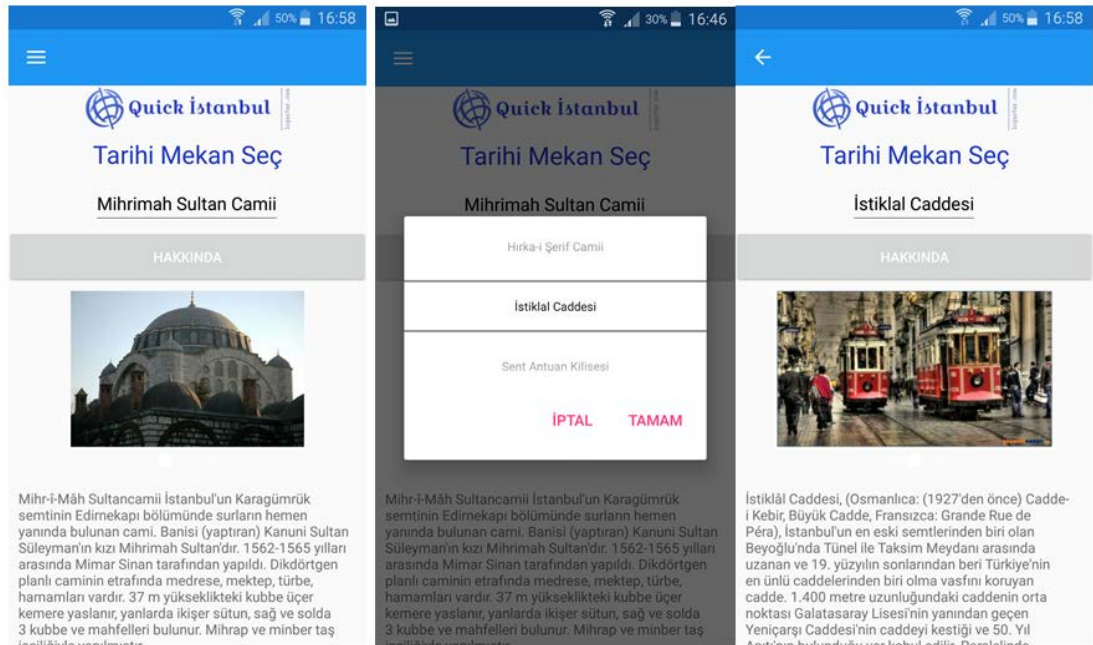 50% 16:58
Quick İstanbul
Tarihi Mekan Seç
Mihrimah Sultan Camii
HAKKINDA
Mihr-î-Mâh Sultancamii İstanbul'un Karagümrük
semtinin Edirnekapı bölümünde surların hemen
yanında bulunan cami. Banisi (yaptıran) Kanuni Sultan
Süleyman'ın kızı Mihrimah Sultan'dır. 1562-1565 yılları
arasında Mimar Sinan tarafından yapıldı. Dikdörtgen
planlı caminin etrafında medrese, mektep, türbe,
hamamları vardır. 37 m yükseklikteki kubbe üçer
kemere yaslanır, yanlarda ikişer sütun, sağ ve solda
3 kubbe ve mahfelleri bulunur. Mihrap ve minber taş
30% 16:46
Quick İstanbul
Tarihi Mekan Seç
Mihrimah Sultan Camii
Hırka-i Şerif Camii
İstiklal Caddesi
Sent Antuan Kilisesi
İPTAL TAMAM
Mihr-î-Mâh Sultancamii İstanbul'un Karagümrük
semtinin Edirnekapı bölümünde surların hemen
yanında bulunan cami. Banisi (yaptıran) Kanuni Sultan
Süleyman'ın kızı Mihrimah Sultan'dır. 1562-1565 yılları
arasında Mimar Sinan tarafından yapıldı. Dikdörtgen
planlı caminin etrafında medrese, mektep, türbe,
hamamları vardır. 37 m yükseklikteki kubbe üçer
kemere yaslanır, yanlarda ikişer sütun, sağ ve solda
3 kubbe ve mahfelleri bulunur. Mihrap ve minber taş
50% 16:58
Quick İstanbul
Tarihi Mekan Seç
İstiklal Caddesi
HAKKINDA
İstiklâl Caddesi, (Osmanlıca: (1927'den önce) Cadde-
i Kebir, Büyük Cadde, Fransızca: Grande Rue de
Péra), İstanbul'un en eski semtlerinden biri olan
Beyoğlu'nda Tünel ile Taksim Meydanı arasında
uzanan ve 19. yüzyılın sonlarından beri Türkiye'nin
en ünlü caddelerinden biri olma vasfını koruyan
cadde. 1.400 metre uzunluğundaki caddenin orta
noktası Galatasaray Lisesi'nin yanından geçen
Yeniçarşı Caddesi'nin caddeyi kestiği ve 50. Yıl